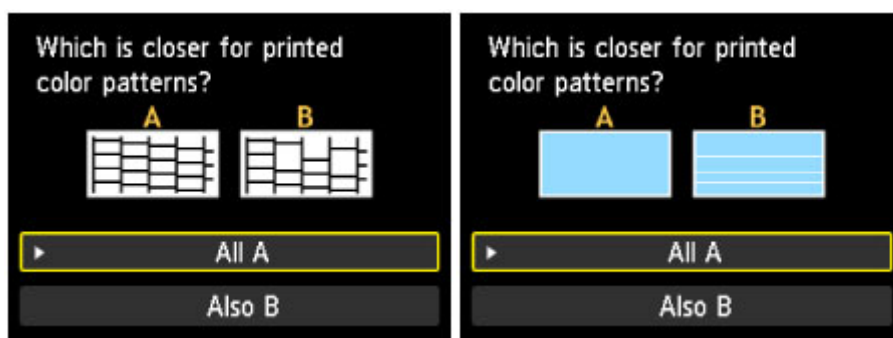 Which is closer for printed
color patterns?
A B
All A
Also B
Which is closer for printed
color patterns?
A B
All A
Also B